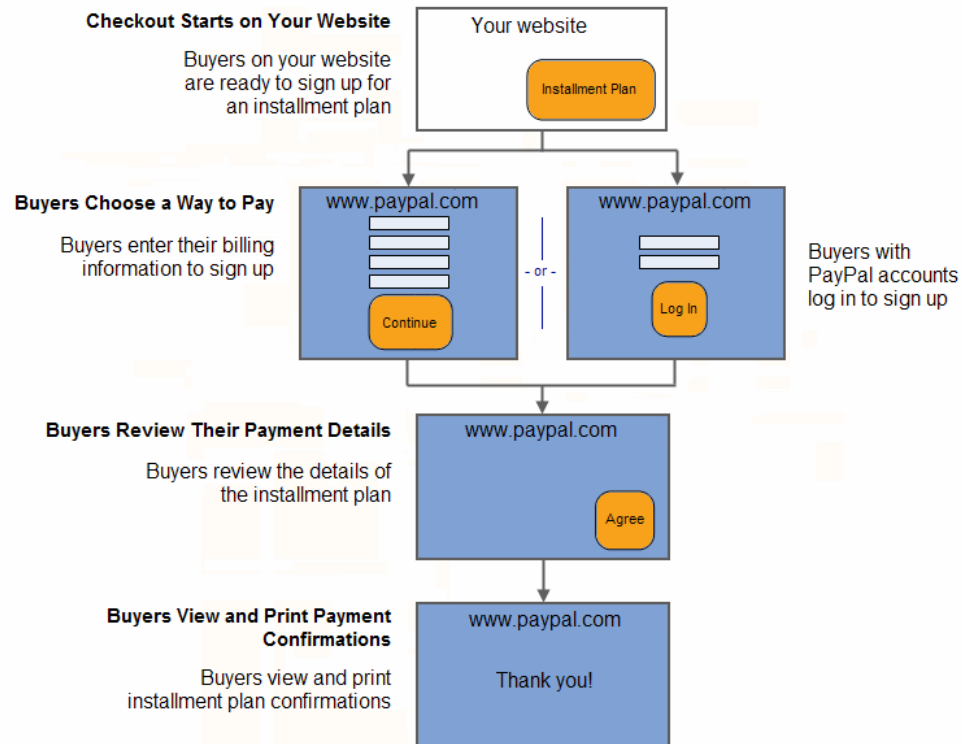 Checkout Starts on Your Website
Buyers on your website
are ready to sign up for
an installment plan
Your website
Installment Plan
Buyers Choose a Way to Pay
Buyers enter their billing
information to sign up
www.paypal.com
Continue
- or -
www.paypal.com
Log In
Buyers with
PayPal accounts
log in to sign up
Buyers Review Their Payment Details
Buyers review the details of
the installment plan
www.paypal.com
Agree
Buyers View and Print Payment
Confirmations
Buyers view and print
installment plan confirmations
www.paypal.com
Thank you!